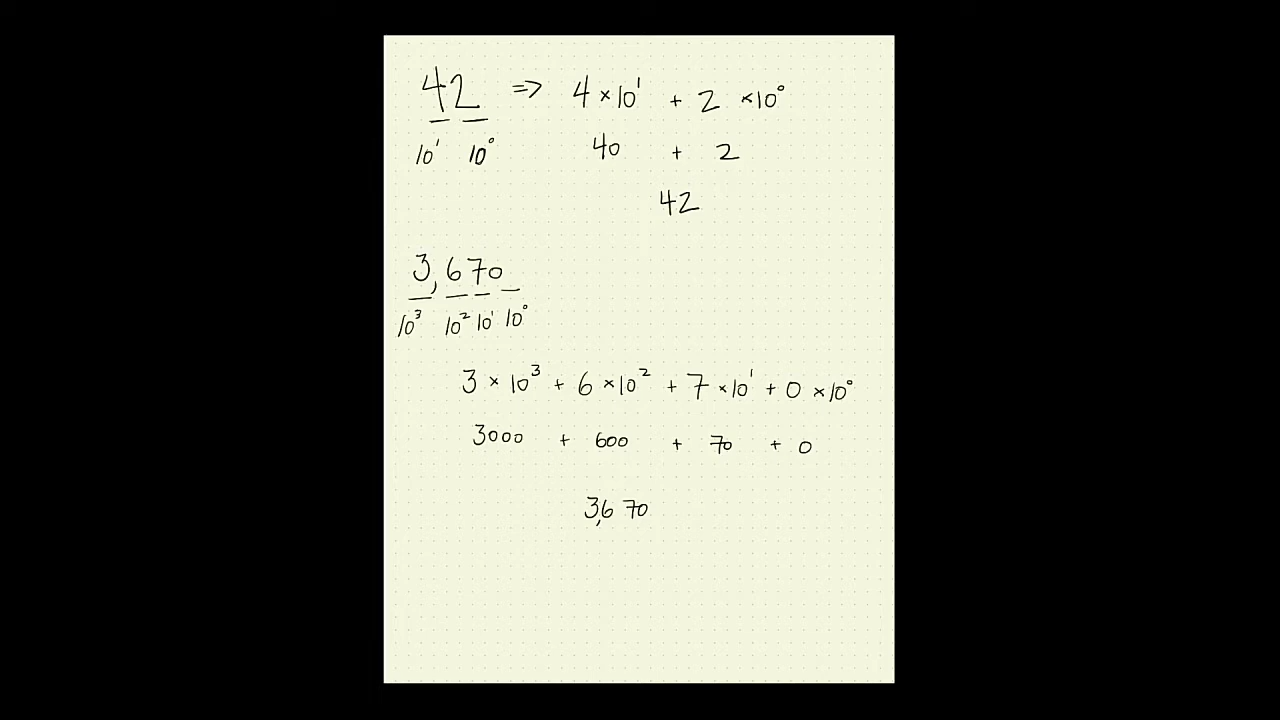 42 ⇒ 4 × 10¹ + 2 × 10⁰
10¹ 10⁰ 40 + 2
42
3,670
10³ 10² 10¹ 10⁰
3 × 10³ + 6 × 10² + 7 × 10¹ + 0 × 10⁰
3000 + 600 + 70 + 0
3,670